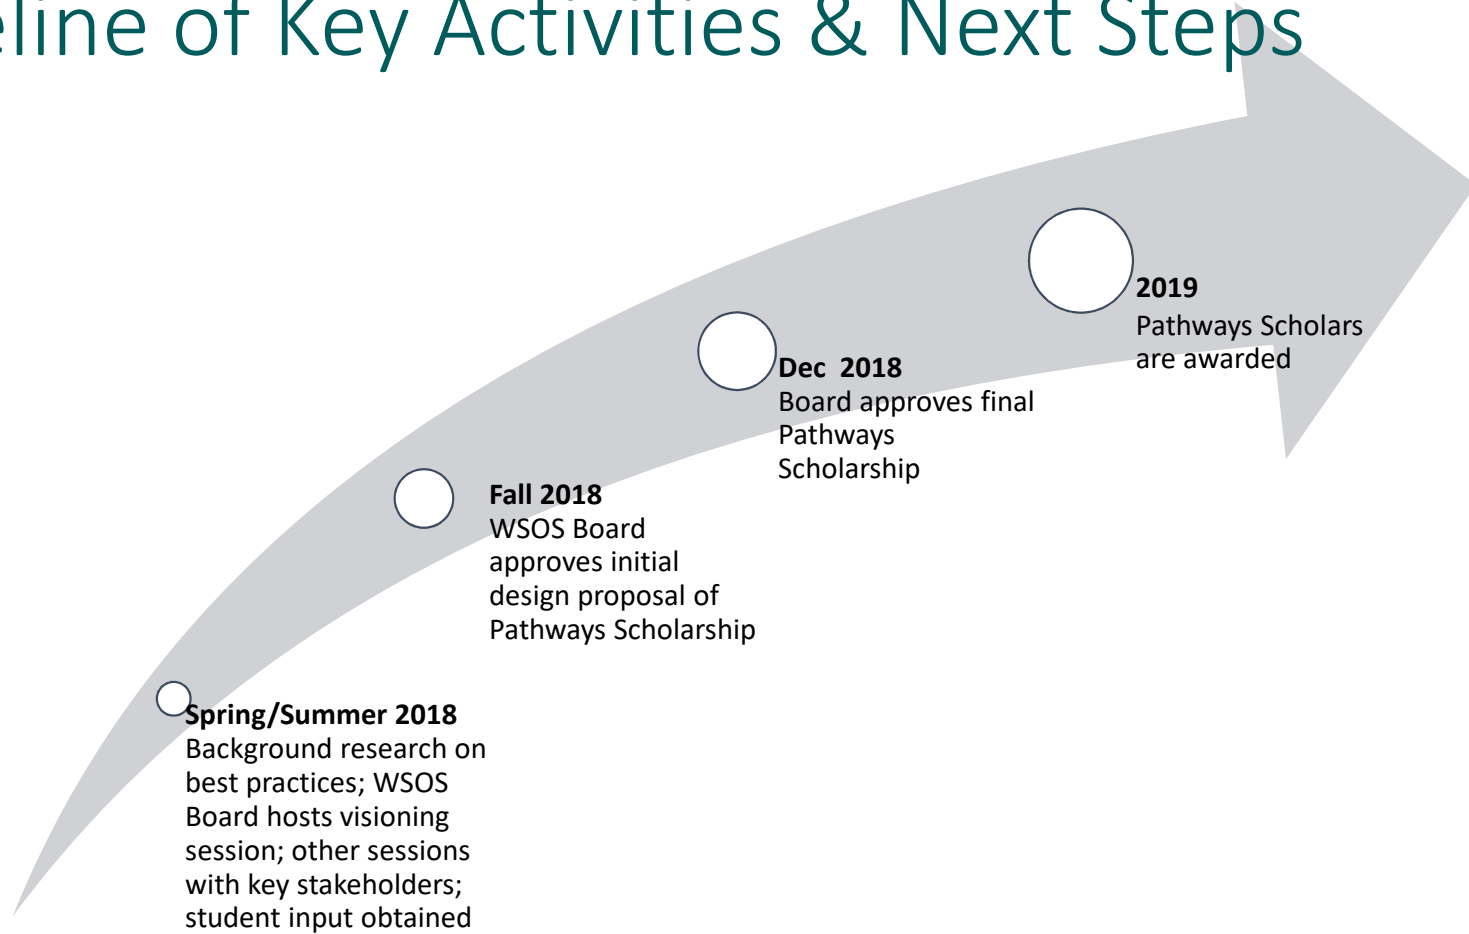 eline of Key Activities & Next Steps
2019
Pathways Scholars
are awarded
Dec  2018
Board approves final
Pathways
Scholarship
Fall 2018
WSOS Board
approves initial
design proposal of
Pathways Scholarship
Spring/Summer 2018
Background research on
best practices; WSOS
Board hosts visioning
session; other sessions
with key stakeholders;
student input obtained